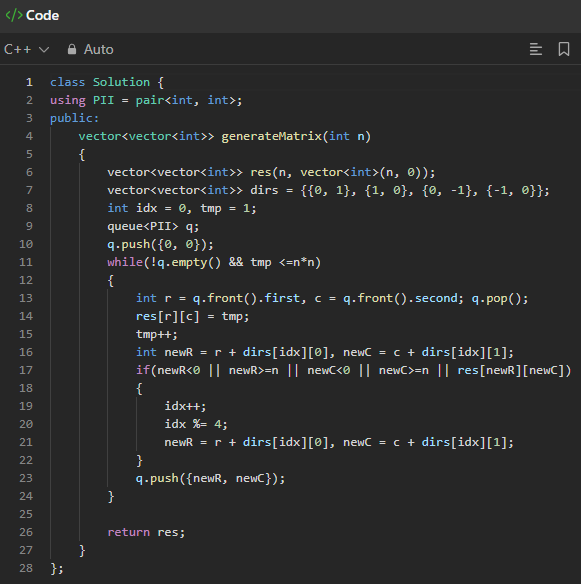 </> Code
C++ Auto
1 class Solution {
2 using PII = pair<int, int>;
3 public:
4     vector<vector<int>> generateMatrix(int n)
5     {
6         vector<vector<int>> res(n, vector<int>(n, 0));
7         vector<vector<int>> dirs = {{0, 1}, {1, 0}, {0, -1}, {-1, 0}};
8         int idx = 0, tmp = 1;
9         queue<PII> q;
10         q.push({0, 0});
11         while(!q.empty() && tmp <=n*n)
12         {
13             int r = q.front().first, c = q.front().second; q.pop();
14             res[r][c] = tmp;
15             tmp++;
16             int newR = r + dirs[idx][0], newC = c + dirs[idx][1];
17             if(newR<0 || newR>=n || newC<0 || newC>=n || res[newR][newC])
18             {
19                 idx++;
20                 idx %= 4;
21                 newR = r + dirs[idx][0], newC = c + dirs[idx][1];
22             }
23             q.push({newR, newC});
24         }
25
26         return res;
27     }
28 };